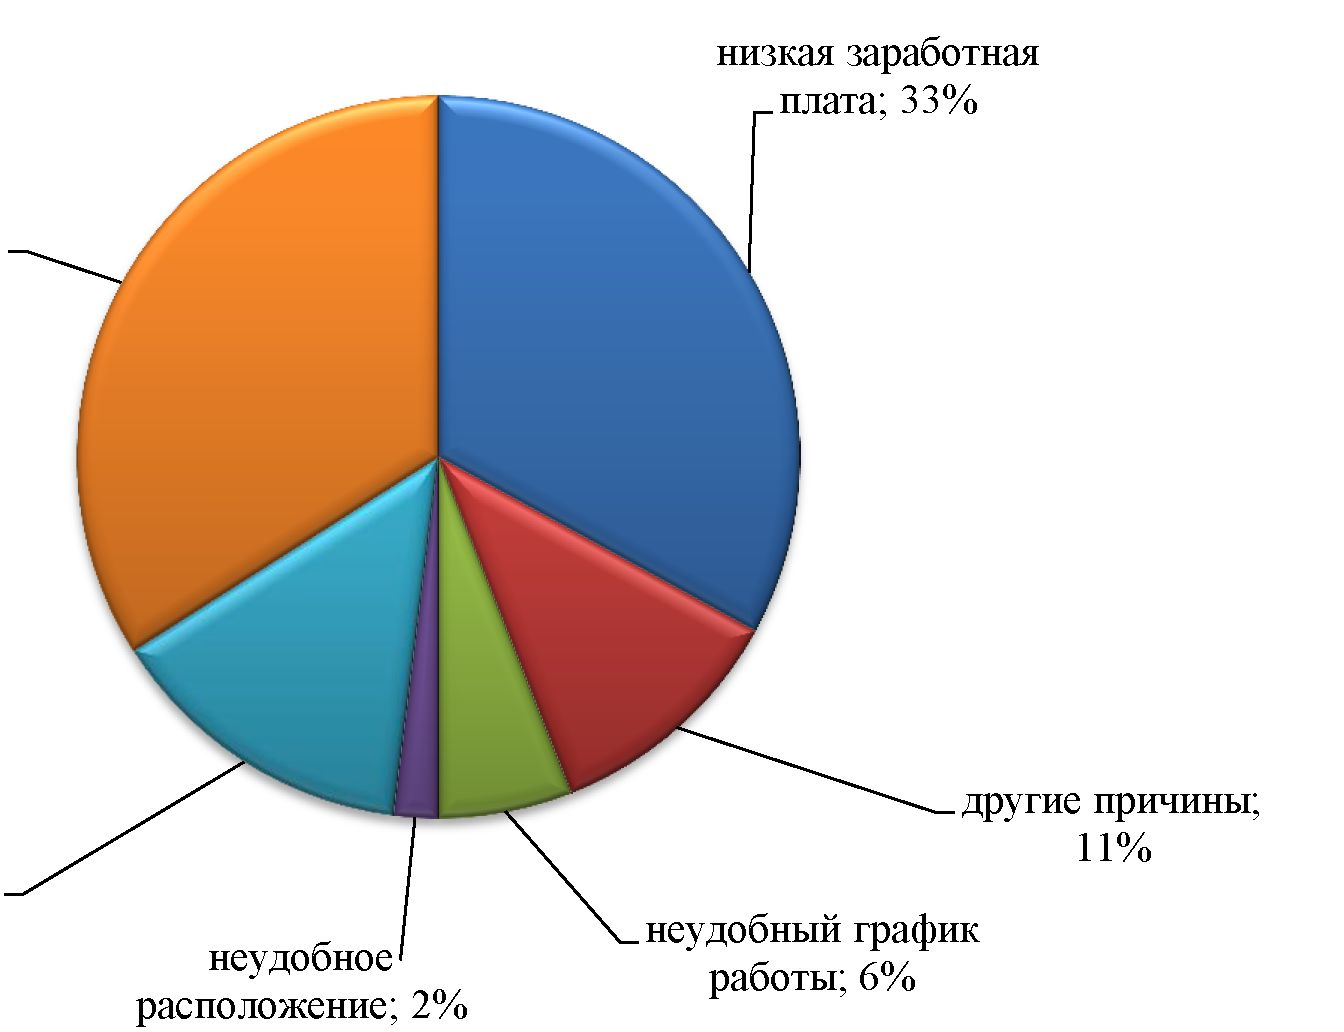 низкая заработная
плата; 33%
другие причины;
11%
неудобный график
работы; 6%
неудобное
расположение; 2%